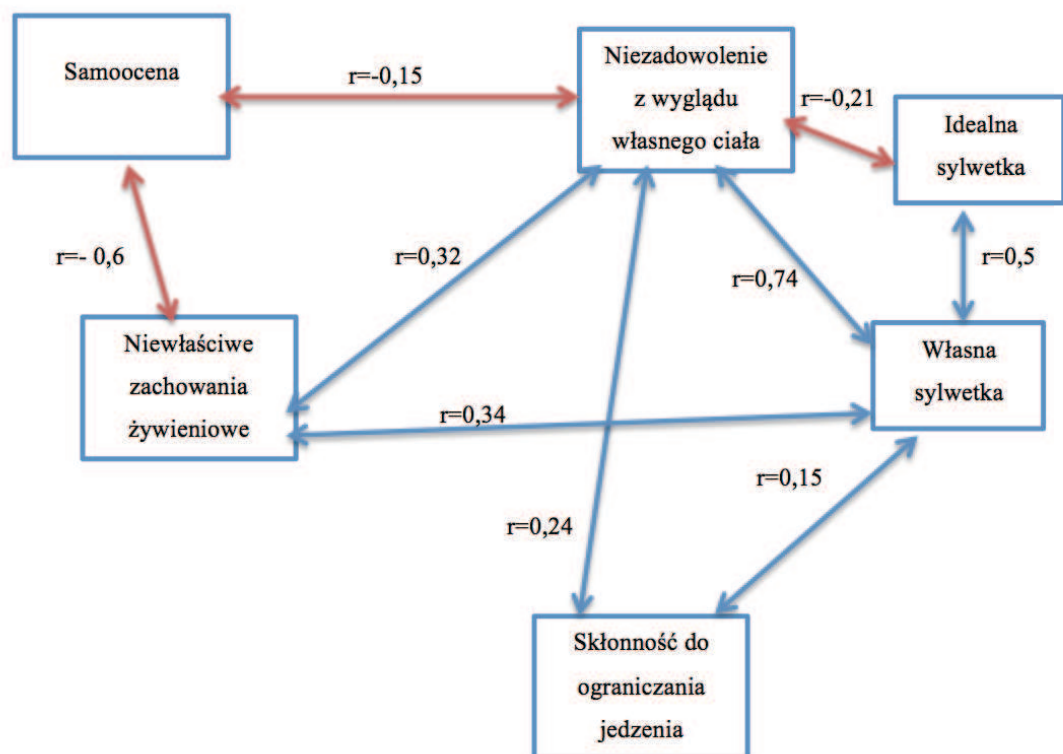 Samoocena
r=-0,15
Niezadowolenie
z wyglądu
własnego ciała
r=-0,21
Idealna
sylwetka
r=- 0,6
r=0,32
r=0,74
r=0,5
Niewłaściwe
zachowania
żywieniowe
r=0,34
Własna
sylwetka
r=0,24
r=0,15
Skłonność do
ograniczania
jedzenia